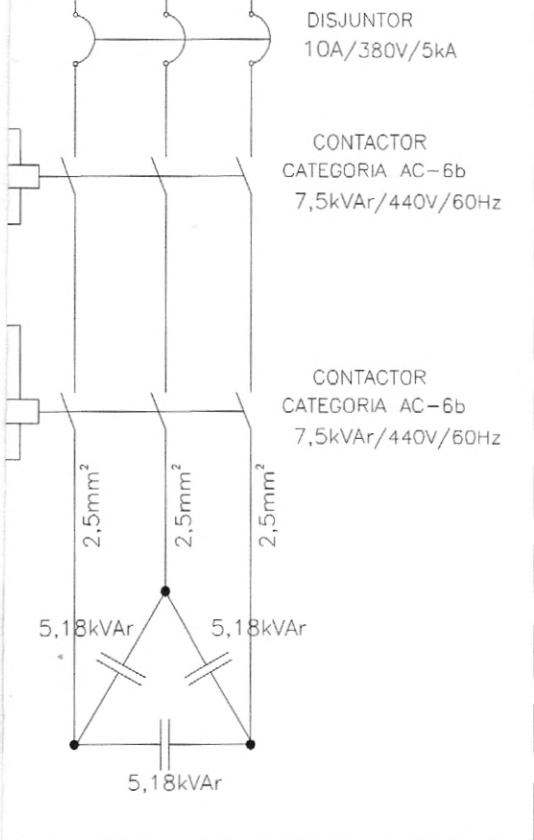 DISJUNTOR
10A/380V/5kA
CONTACTOR
CATEGORIA AC-6b
7,5kVAr/440V/60Hz
CONTACTOR
CATEGORIA AC-6b
7,5kVAr/440V/60Hz
2,5mm²
2,5mm²
2,5mm²
5,18kVAr
5,18kVAr
5,18kVAr